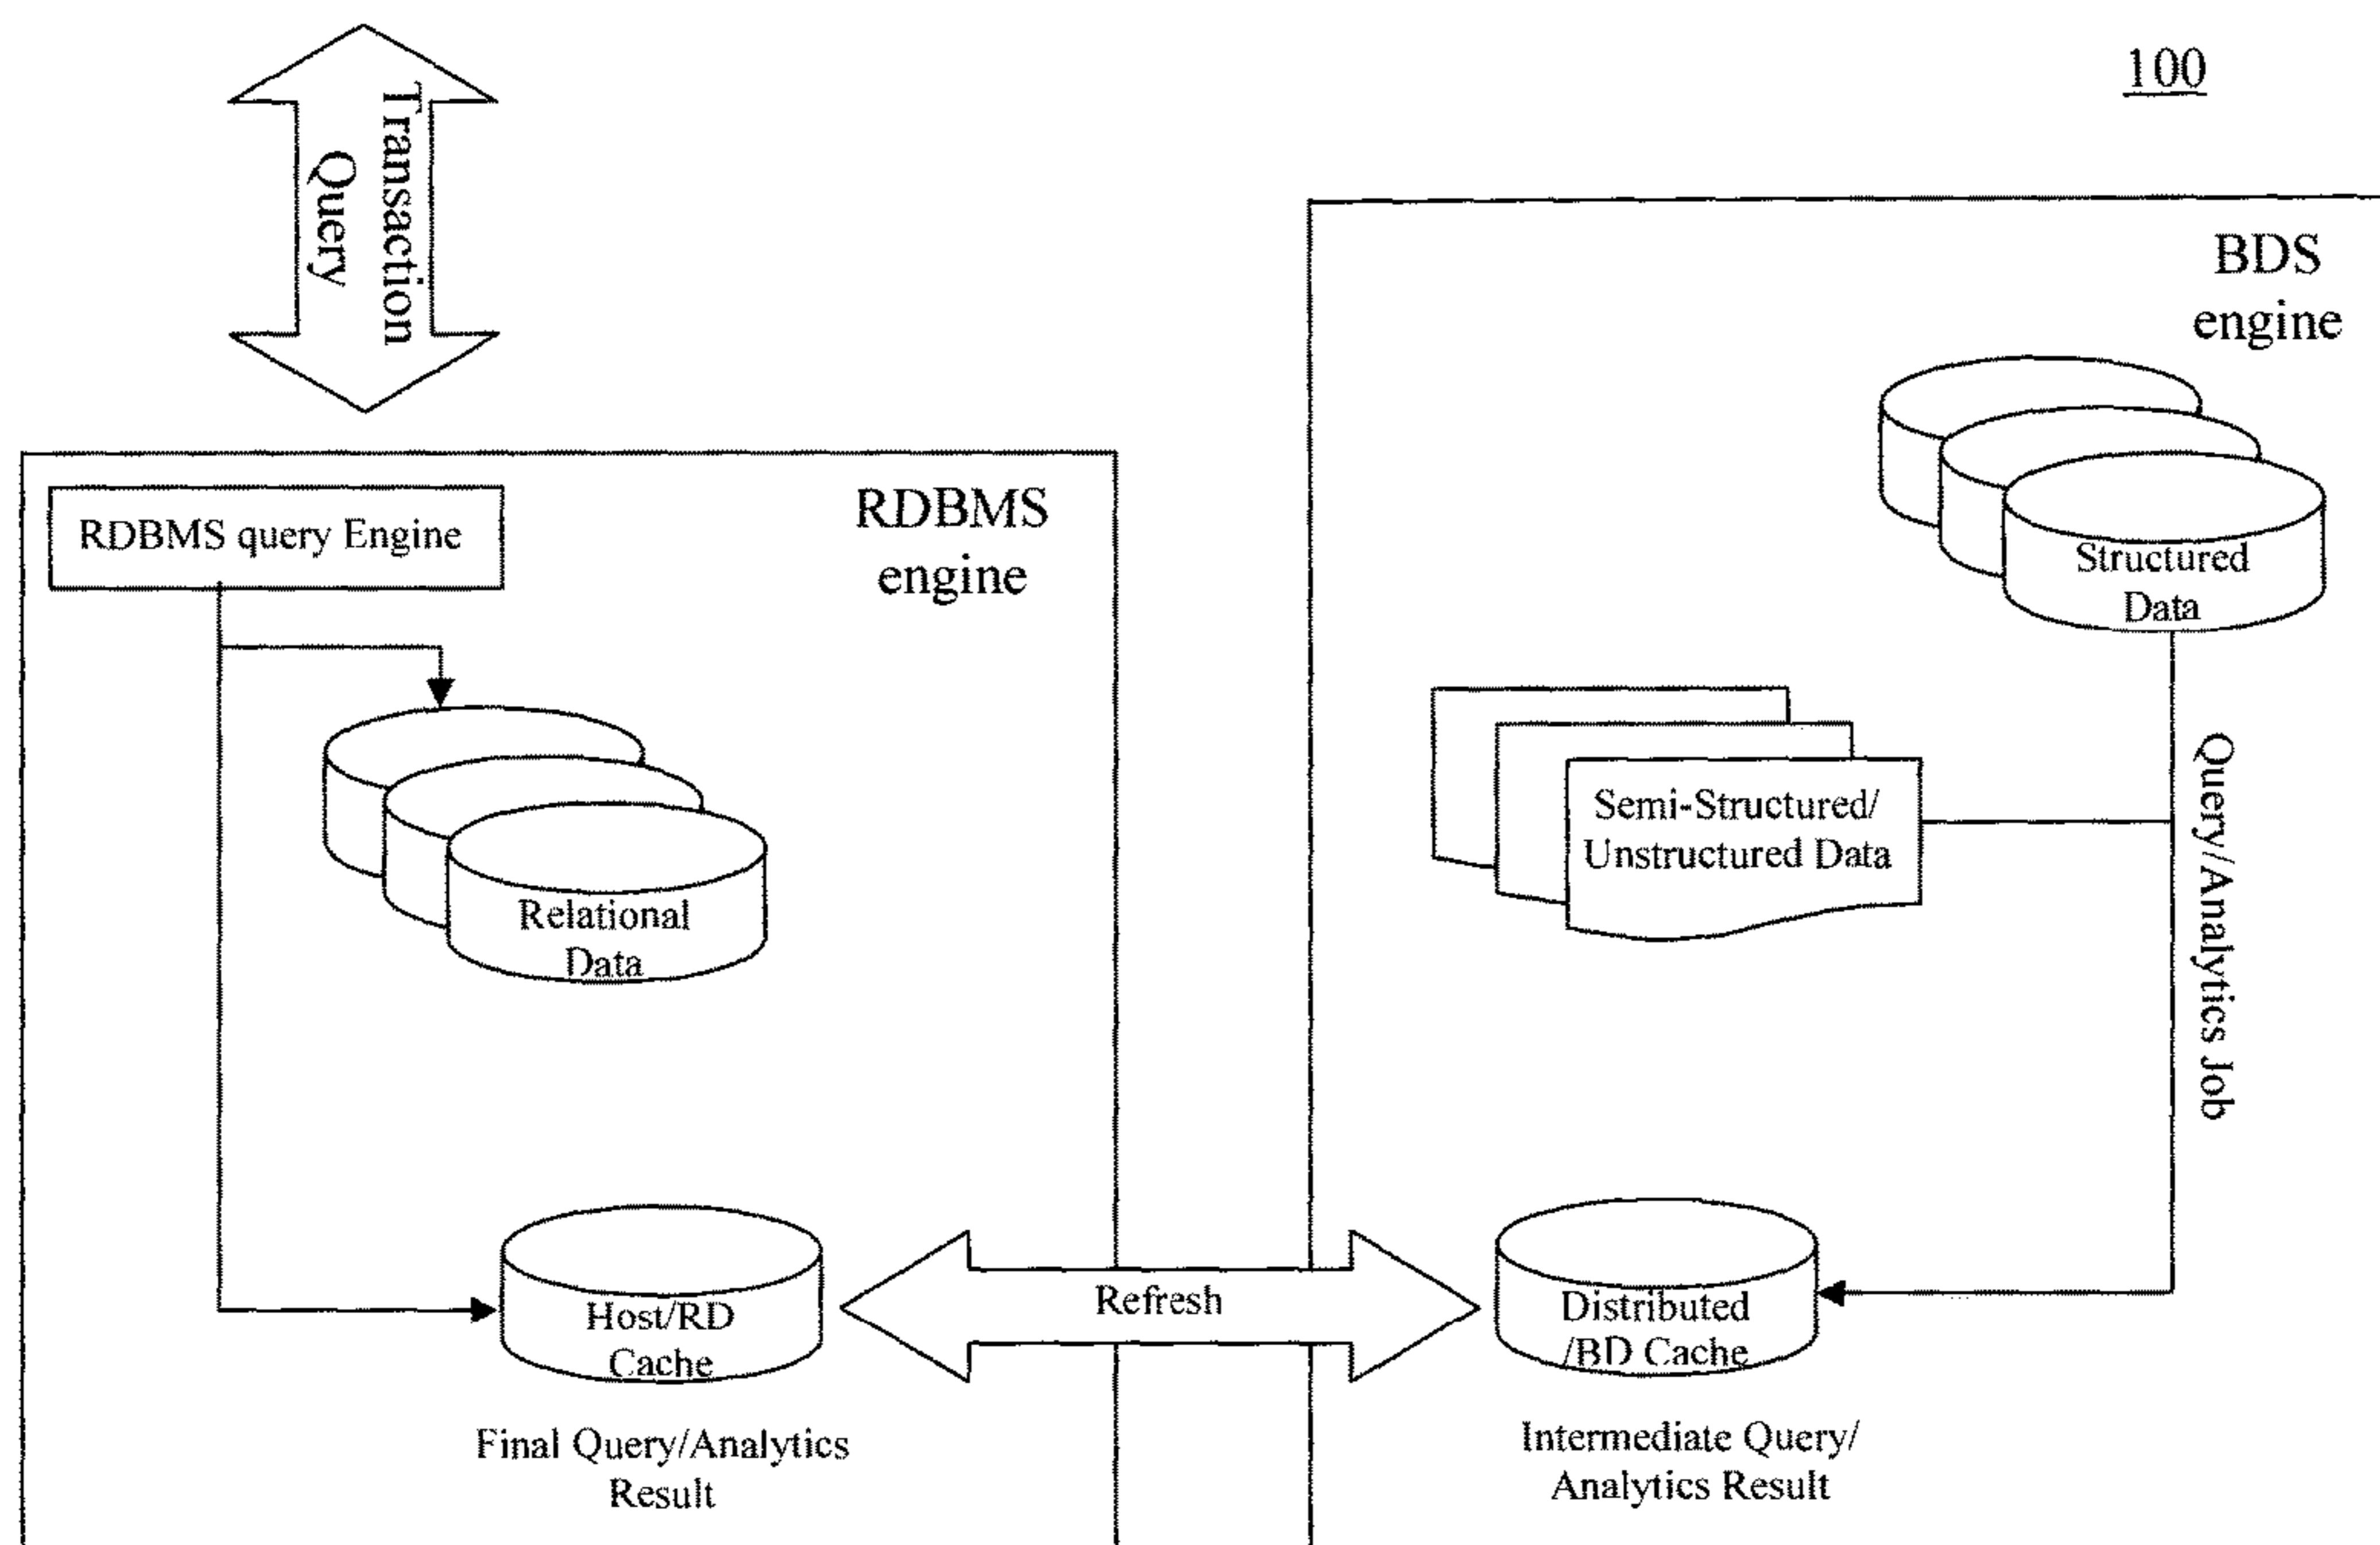 100
Transaction
Query
BDS
engine
RDBMS
engine
RDBMS query Engine
Structured
Data
Semi-Structured/
Unstructured Data
Query/Analytics Job
Relational
Data
Host/RD
Cache
Refresh
Distributed
/BD Cache
Final Query/Analytics
Result
Intermediate Query/
Analytics Result